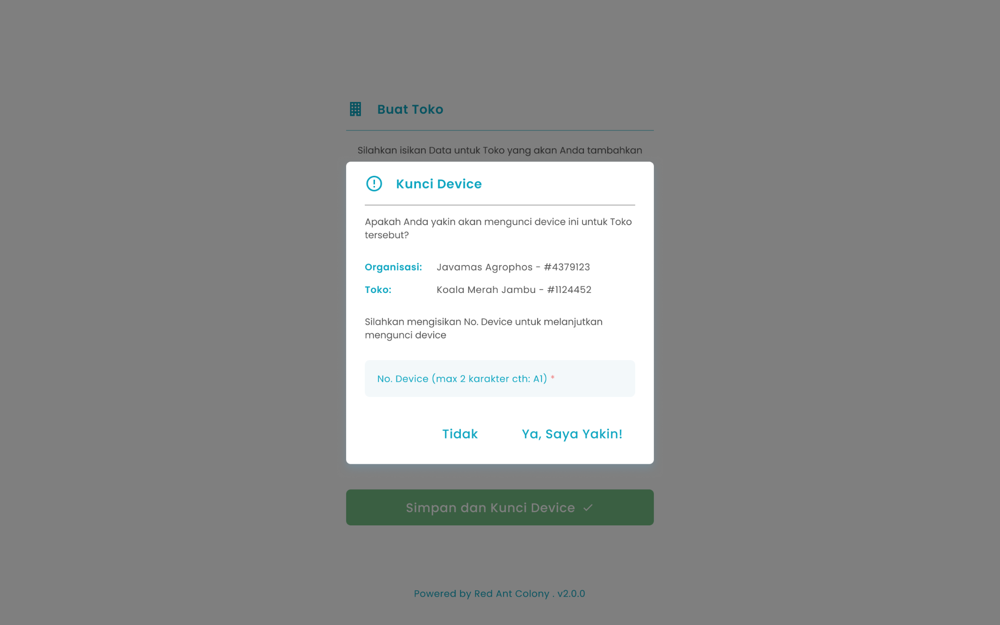 Buat Toko
Silahkan isikan Data untuk Toko yang akan Anda tambahkan
Kunci Device
Apakah Anda yakin akan mengunci device ini untuk Toko
tersebut?
Organisasi: Javamas Agrophos - #4379123
Toko: Koala Merah Jambu - #1124452
Silahkan mengisikan No. Device untuk melanjutkan
mengunci device
No. Device (max 2 karakter cth: A1) *
Tidak Ya, Saya Yakin!
Simpan dan Kunci Device
Powered by Red Ant Colony . v2.0.0